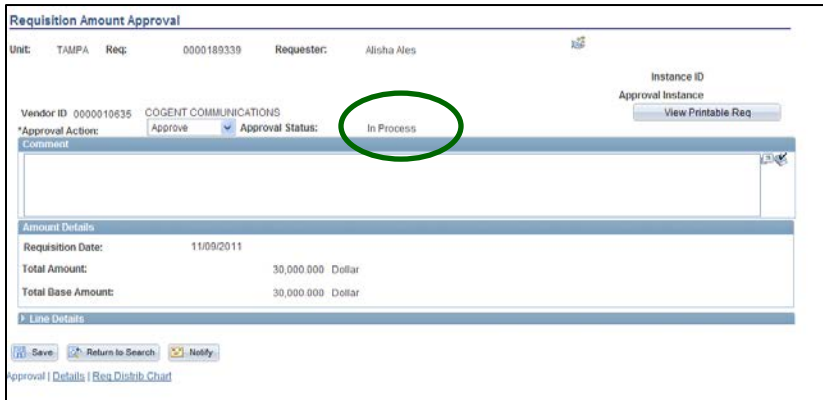 Requisition Amount Approval
Unit: TAMPA Req: 0000189339 Requester: Alisha Ales
Instance ID
Approval Instance
Vendor ID 0000010635 COGENT COMMUNICATIONS View Printable Req
*Approval Action: Approve Approval Status: In Process
Comment
Amount Details
Requisition Date: 11/09/2011
Total Amount: 30,000.000 Dollar
Total Base Amount: 30,000.000 Dollar
Line Details
Save Return to Search Notify
Approval | Details | Req Distrib Chart